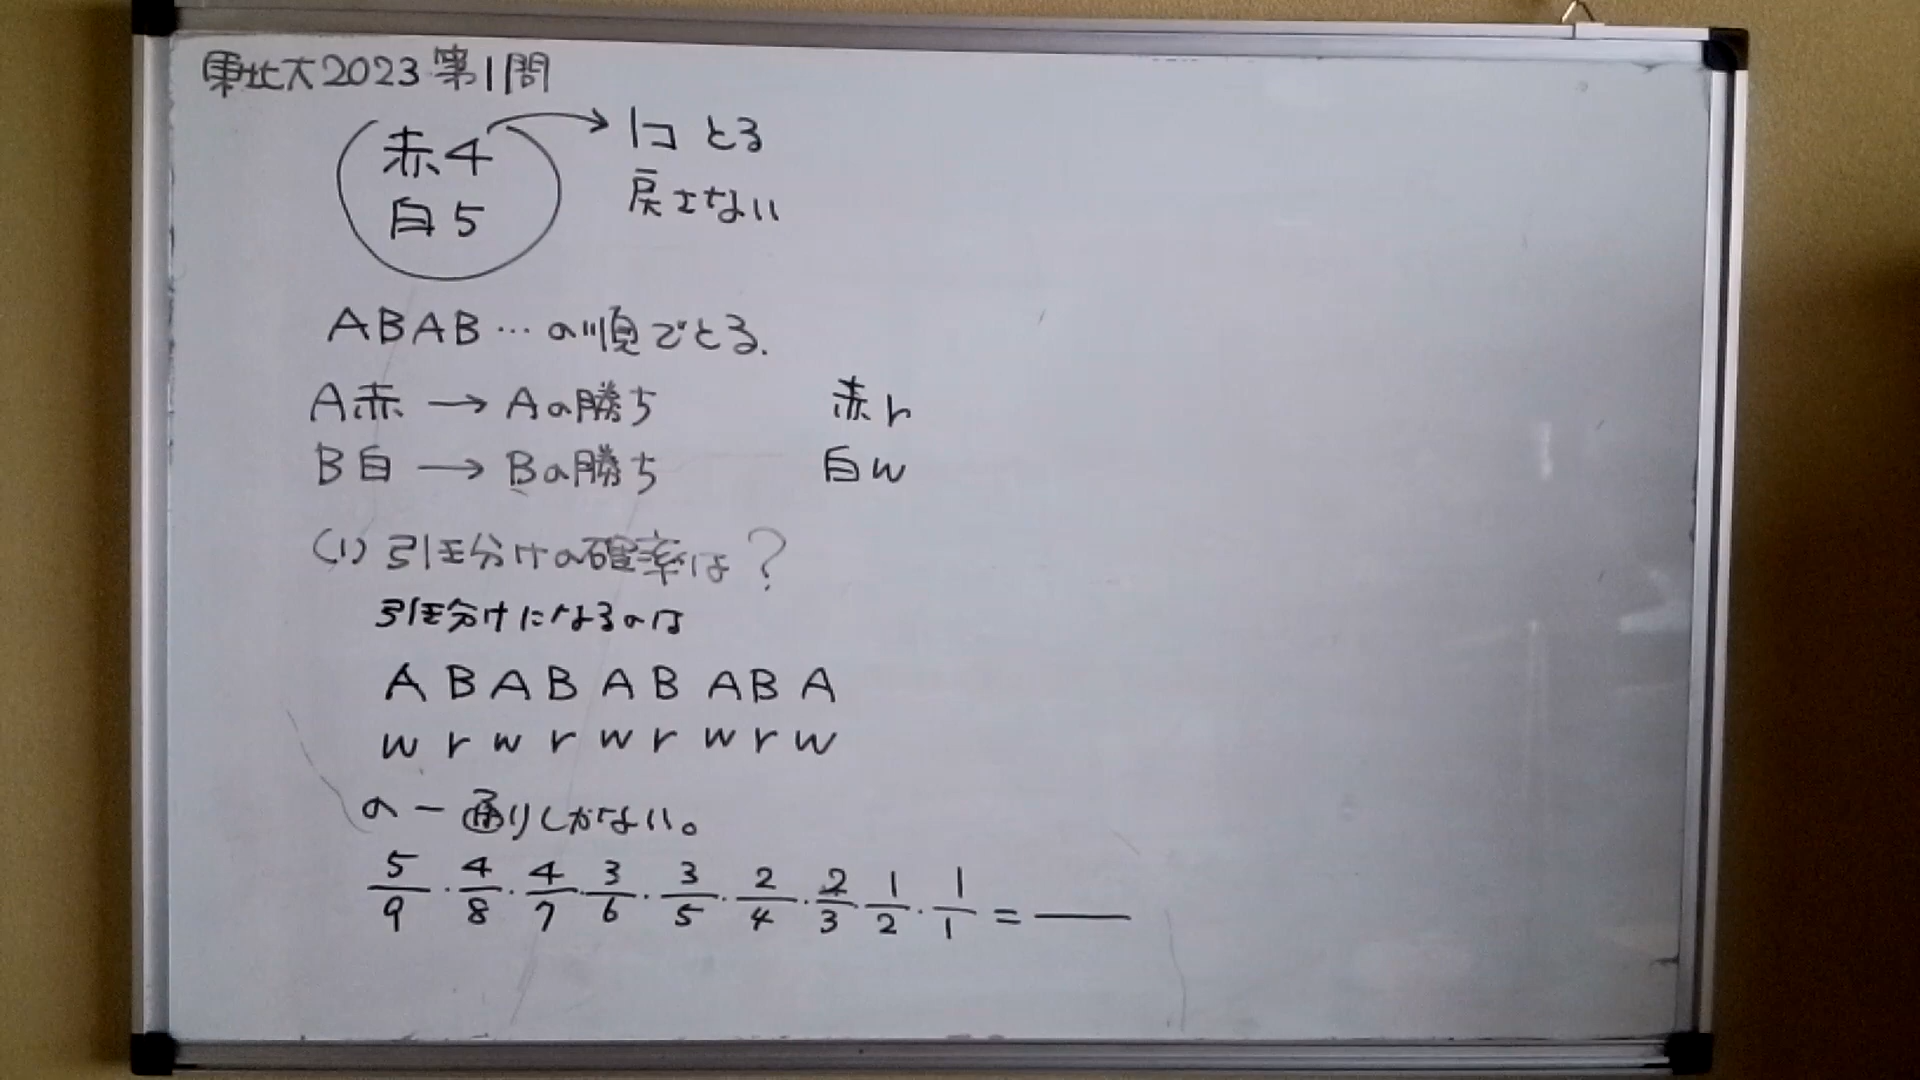 東北大2023 第1問
赤4
白5
1コ とる
戻さない
ABAB…の順でとる.
A赤 → Aの勝ち
赤r
B白 → Bの勝ち
白w
(1) 引き分けの確率は?
引き分けになるのは
A B A B A B A B A
w r w r w r w r w
の一通りしかない。
5/9・4/8・4/7・3/6・3/5・2/4・2/3 1/2・1/1 =